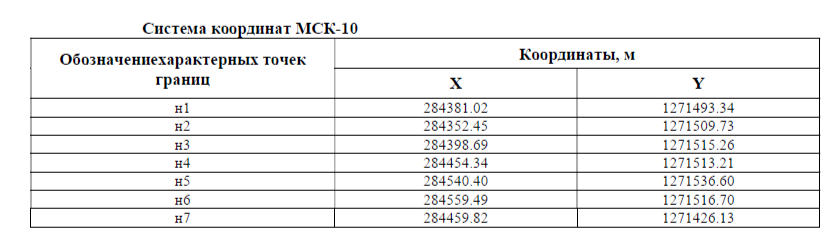 Система координат МСК-10
Обозначениехарактерных точек границ Координаты, м
X Y
н1 284381.02 1271493.34
н2 284352.45 1271509.73
н3 284398.69 1271515.26
н4 284454.34 1271513.21
н5 284540.40 1271536.60
н6 284559.49 1271516.70
н7 284459.82 1271426.13